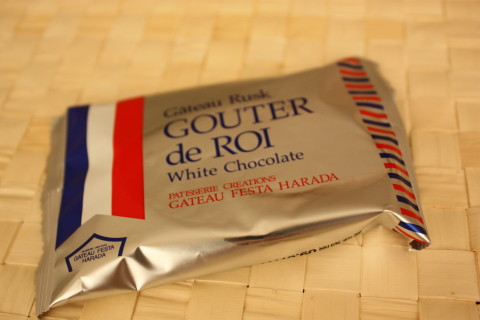 Gâteau Rusk
GOUTER
de ROI
White Chocolate
PATISSERIE CREATIONS
GATEAU FESTA HARADA
GATEAU FESTA
HARADA